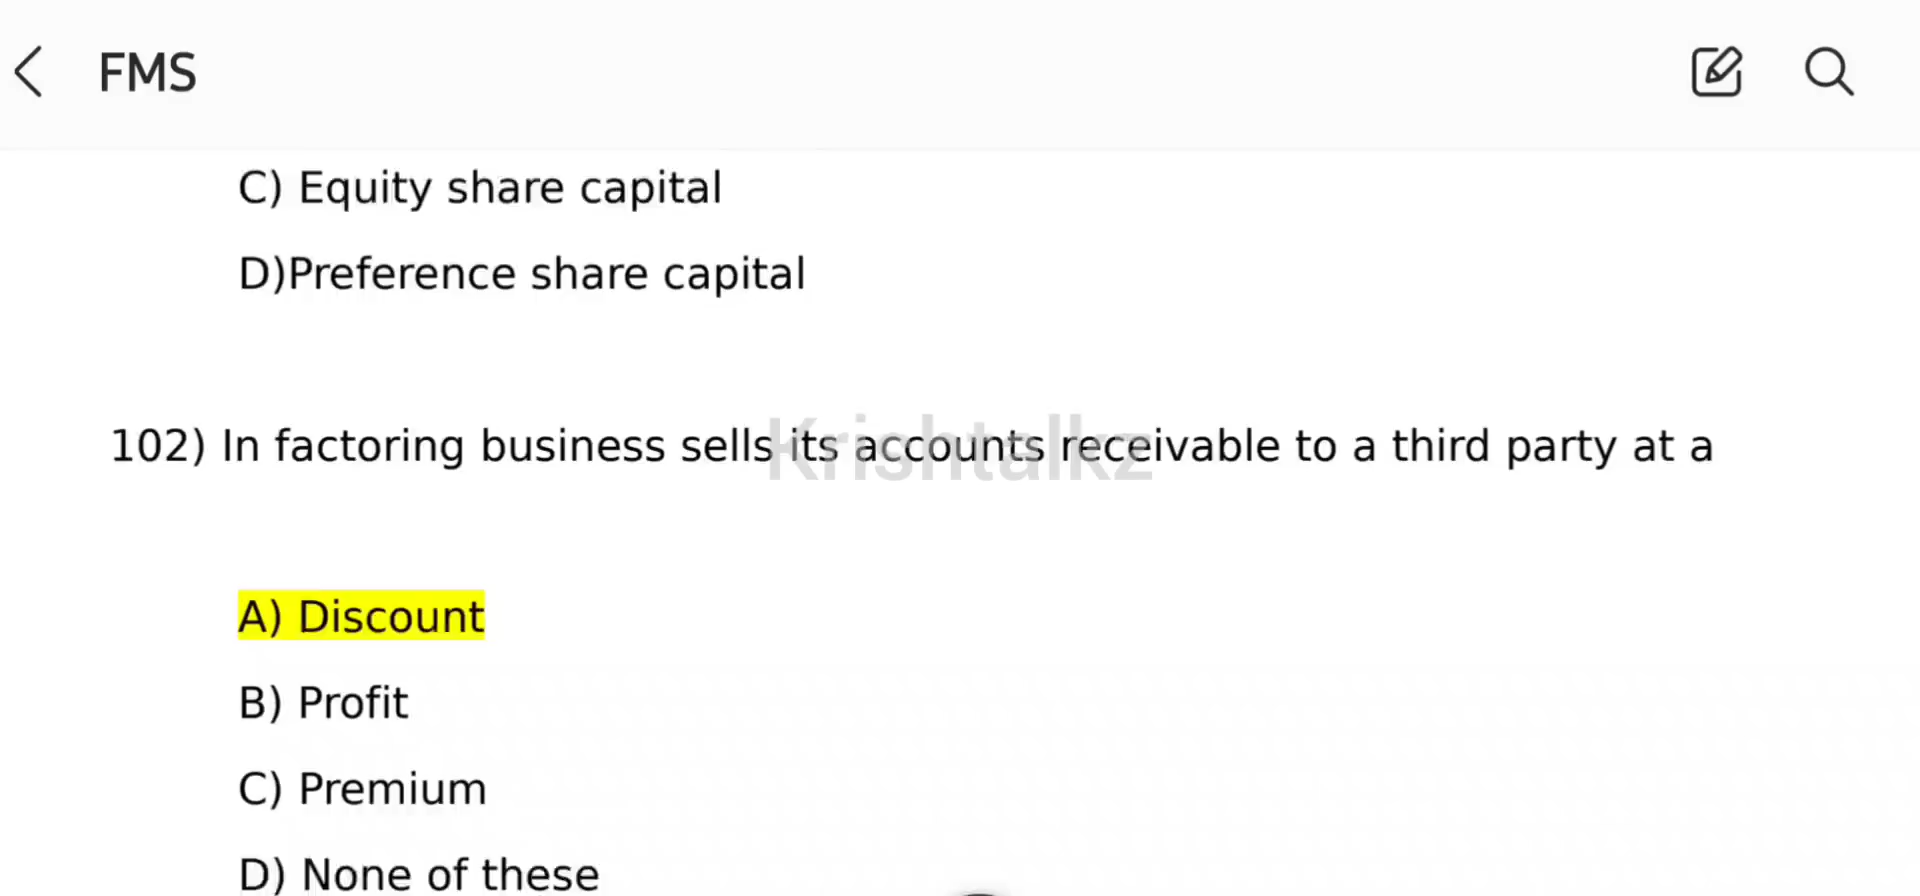 FMS
C) Equity share capital
D)Preference share capital
102) In factoring business sells its accounts receivable to a third party at a
Krishtalkz
A) Discount
B) Profit
C) Premium
D) None of these